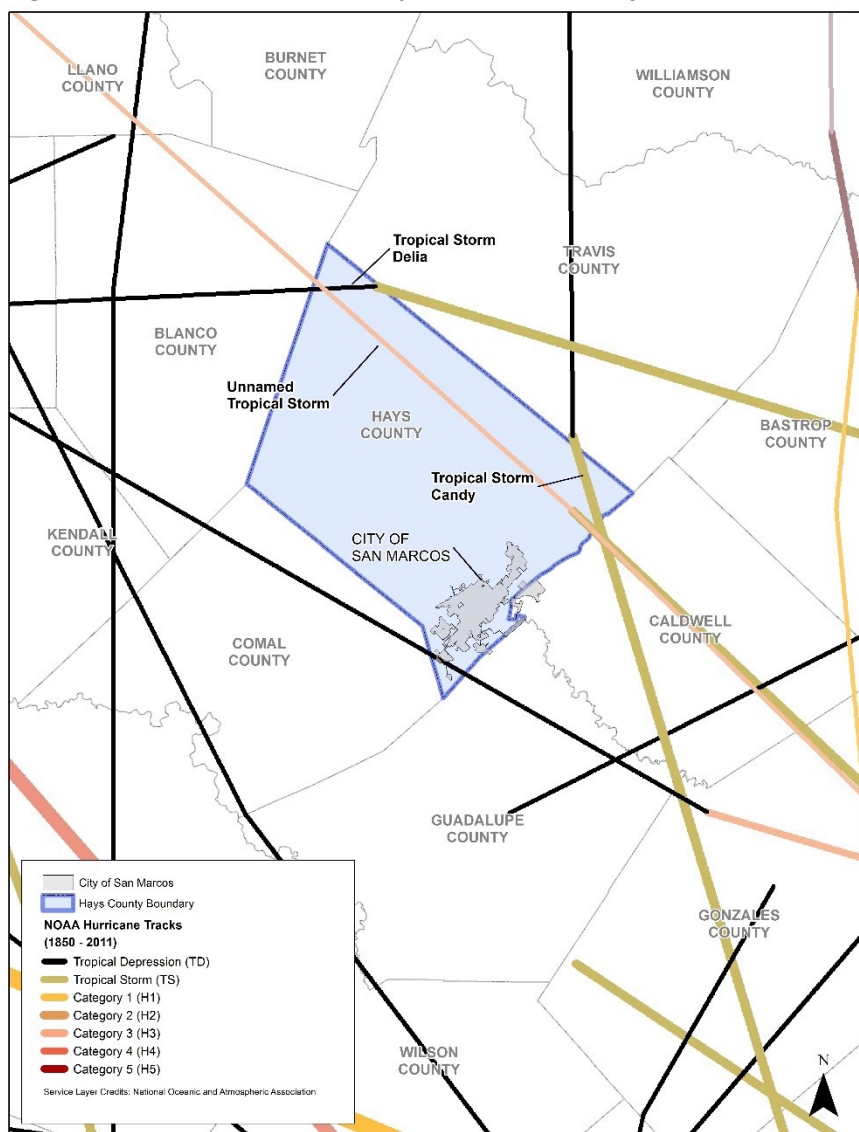 LLANO
COUNTY
BURNET
COUNTY
WILLIAMSON
COUNTY
Tropical Storm
Delia
TRAVIS
COUNTY
BLANCO
COUNTY
Unnamed
Tropical Storm
HAYS
COUNTY
BASTROP
COUNTY
Tropical Storm
Candy
KENDALL
COUNTY
CITY OF
SAN MARCOS
COMAL
COUNTY
CALDWELL
COUNTY
GUADALUPE
COUNTY
GONZALES
COUNTY
WILSON
COUNTY
City of San Marcos
Hays County Boundary
NOAA Hurricane Tracks
(1850 - 2011)
Tropical Depression (TD)
Tropical Storm (TS)
Category 1 (H1)
Category 2 (H2)
Category 3 (H3)
Category 4 (H4)
Category 5 (H5)
Service Layer Credits: National Oceanic and Atmospheric Association
N